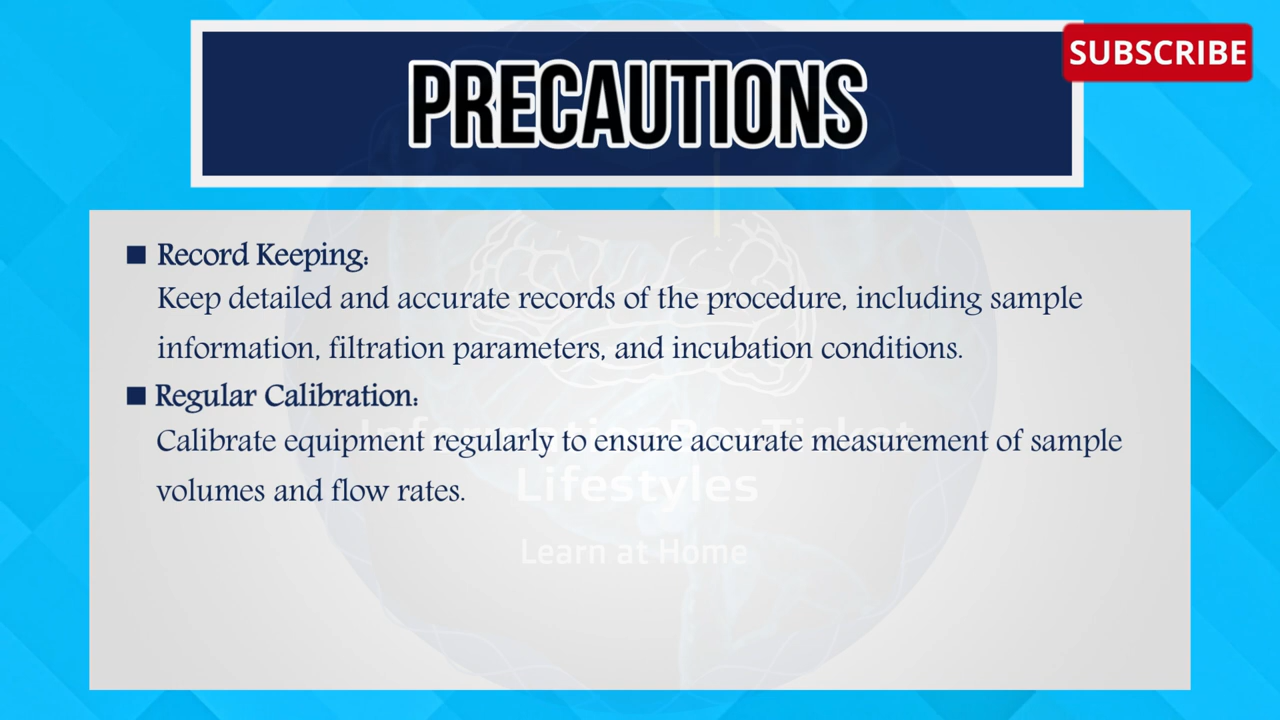 PRECAUTIONS
SUBSCRIBE
Record Keeping:
Keep detailed and accurate records of the procedure, including sample
information, filtration parameters, and incubation conditions.
Regular Calibration:
Calibrate equipment regularly to ensure accurate measurement of sample
volumes and flow rates.
Lifestyles
Learn at Home